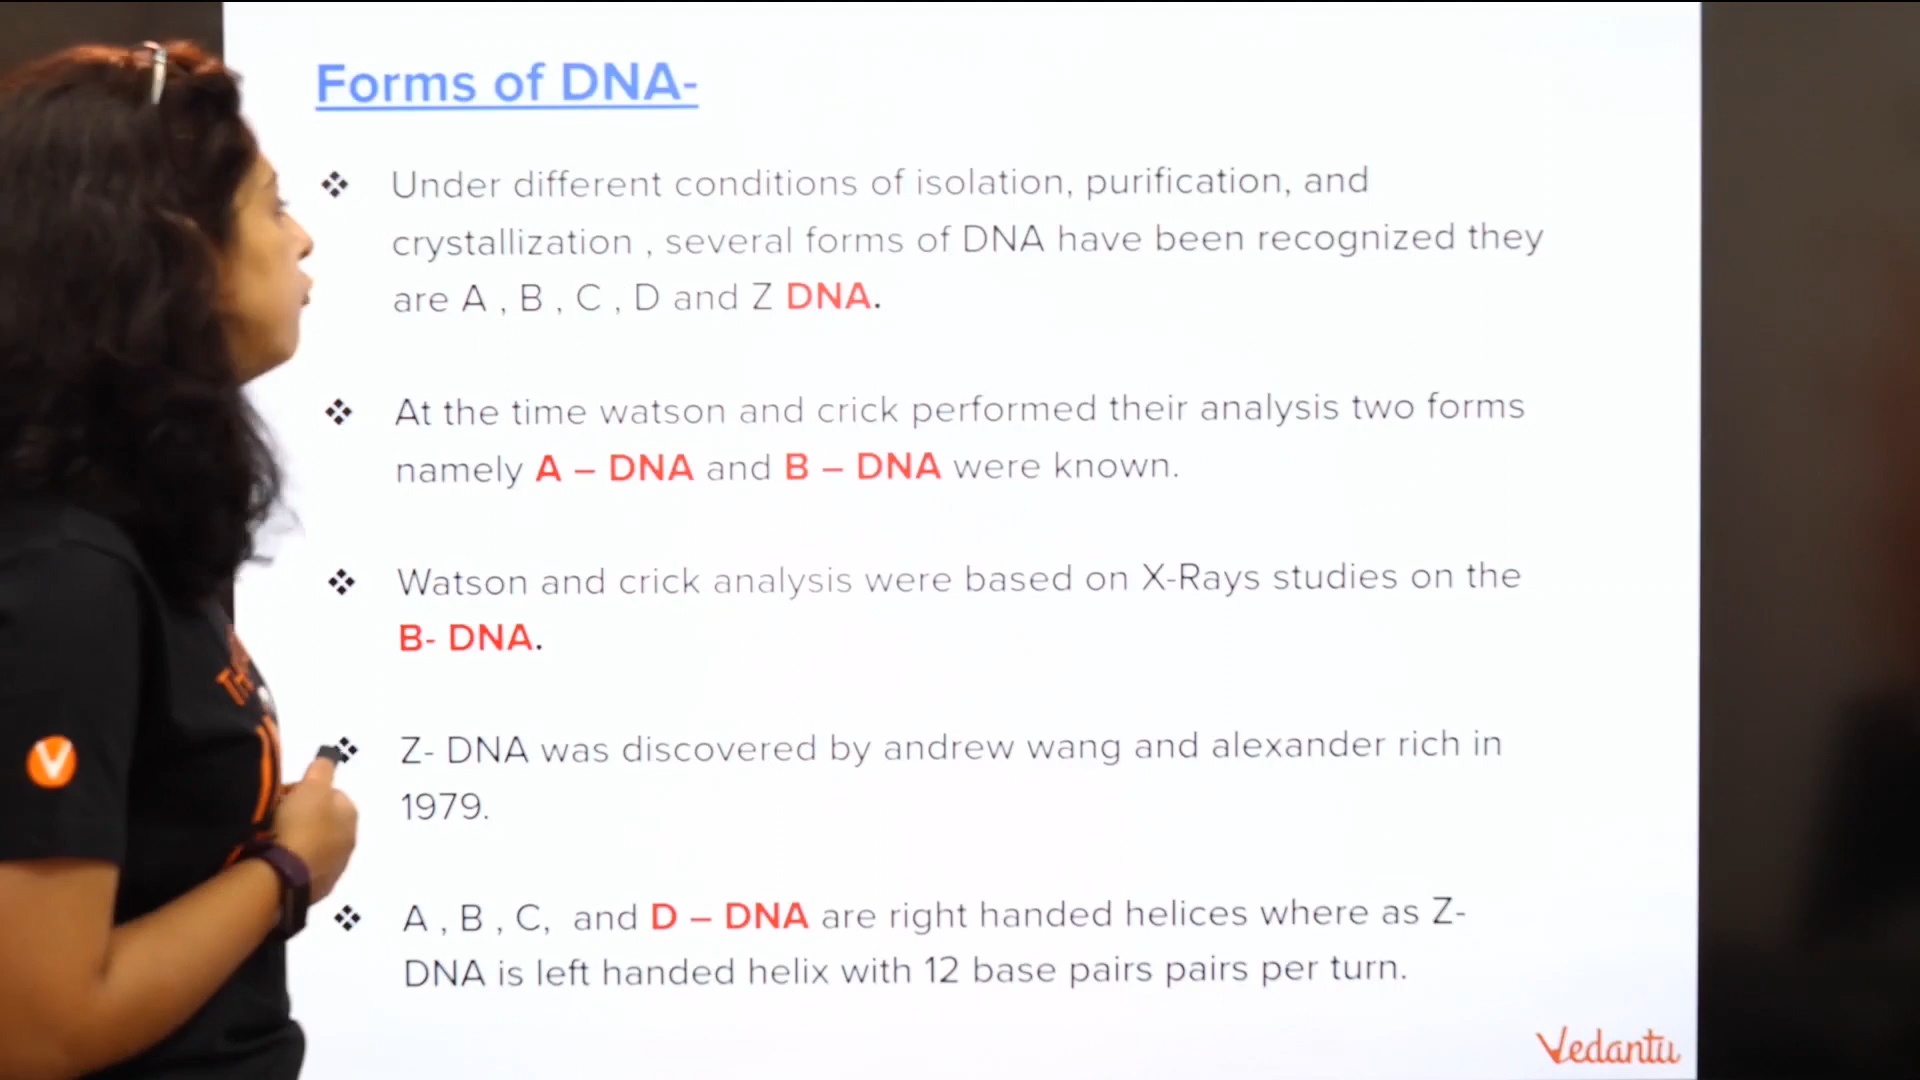 Forms of DNA-
Under different conditions of isolation, purification, and
crystallization , several forms of DNA have been recognized they
are A , B , C , D and Z DNA.
At the time watson and crick performed their analysis two forms
namely A – DNA and B – DNA were known.
Watson and crick analysis were based on X-Rays studies on the
B- DNA.
Z- DNA was discovered by andrew wang and alexander rich in
1979.
A , B , C, and D – DNA are right handed helices where as Z-
DNA is left handed helix with 12 base pairs pairs per turn.
Vedantu
V